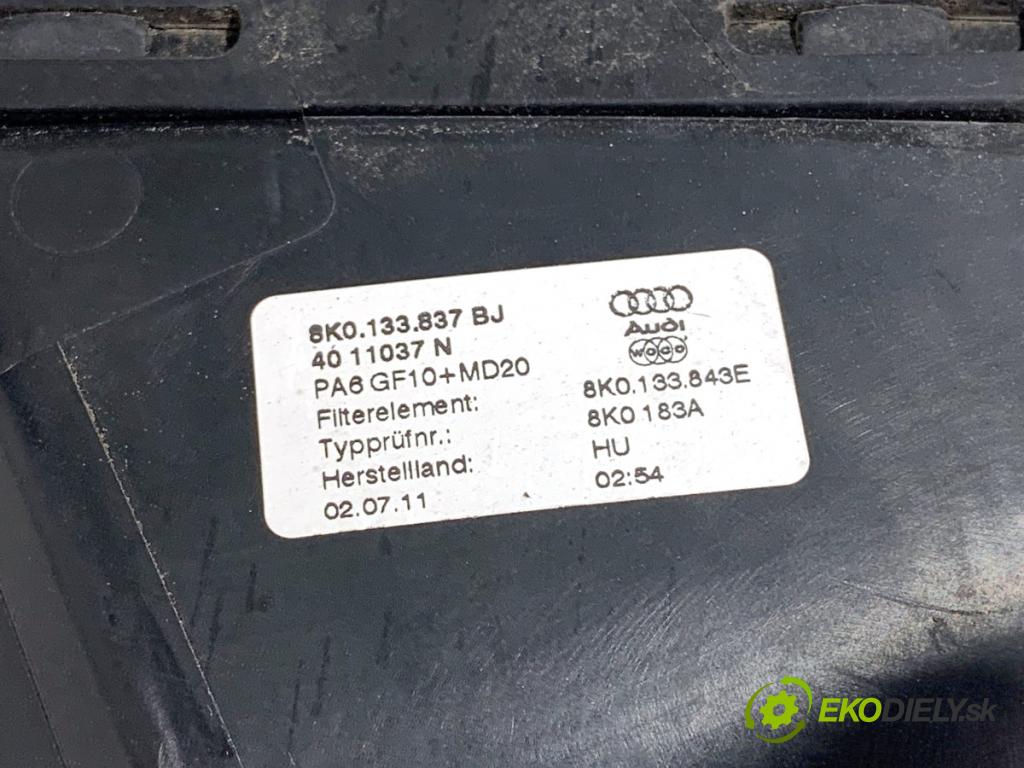 8K0.133.837 BJ
40 11037 N
PA6 GF10+MD20
Filterelement: 8K0.133.843E
Typprüfnr.: 8K0 183A
Herstellland: HU
02.07.11 02:54
Audi
woco
EKODIELY.sk